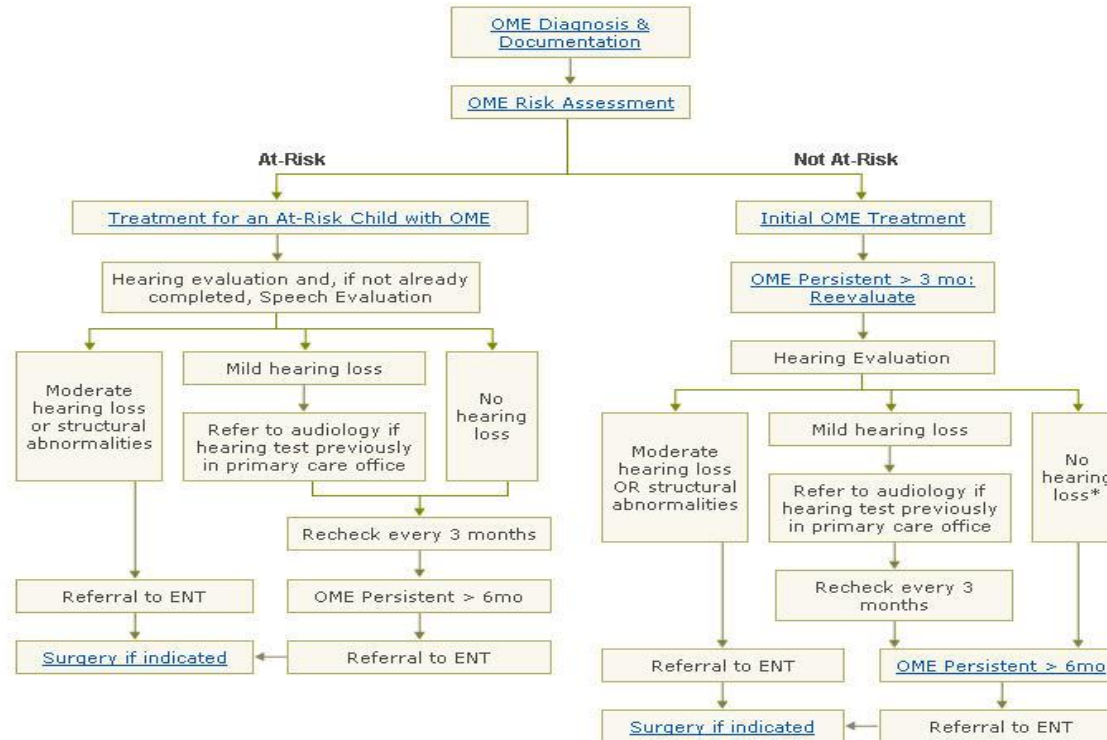 OME Diagnosis &
Documentation
OME Risk Assessment
At-Risk
Not At-Risk
Treatment for an At-Risk Child with OME
Hearing evaluation and, if not already
completed, Speech Evaluation
Moderate
hearing loss
or structural
abnormalities
Mild hearing loss
Refer to audiology if
hearing test previously
in primary care office
No
hearing
loss
Recheck every 3 months
Referral to ENT
OME Persistent > 6mo
Surgery if indicated
Referral to ENT
Initial OME Treatment
OME Persistent > 3 mo:
Reevaluate
Hearing Evaluation
Moderate
hearing loss
OR structural
abnormalities
Mild hearing loss
Refer to audiology if
hearing test previously
in primary care office
No
hearing
loss*
Recheck every 3
months
Referral to ENT
OME Persistent > 6mo
Surgery if indicated
Referral to ENT